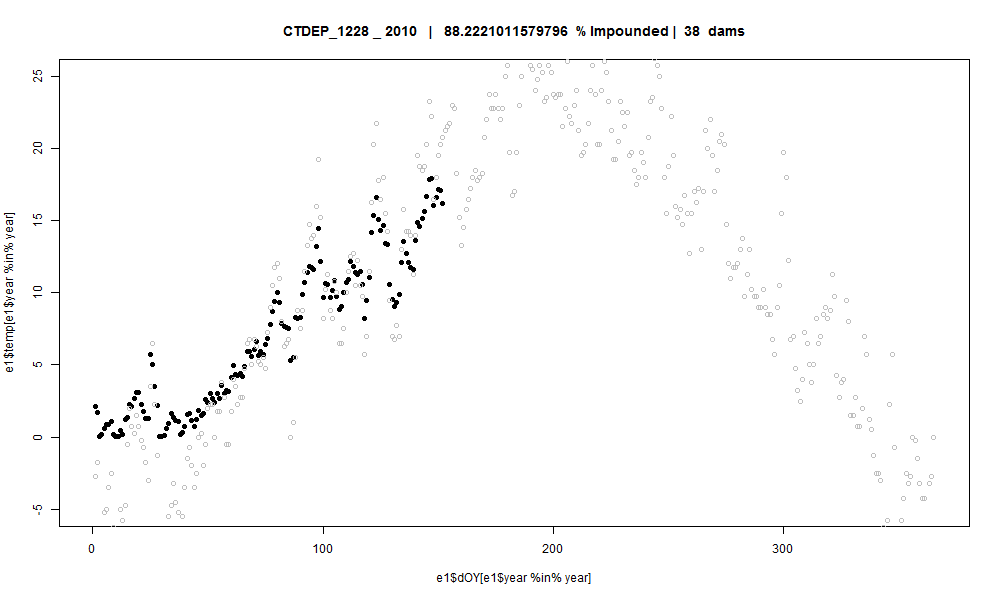 CTDEP_1228 _ 2010 | 88.2221011579796 % Impounded | 38 dams
e1$temp[e1$year %in% year]
25
20
15
10
5
0
-5
0 100 200 300
e1$dOY[e1$year %in% year]